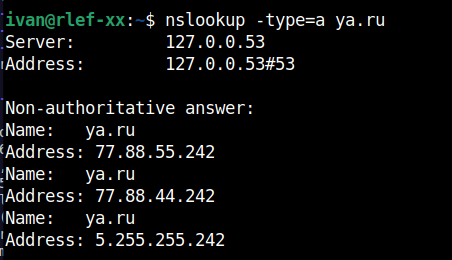 ivan@rlef-xx:~$ nslookup -type=a ya.ru
Server:         127.0.0.53
Address:        127.0.0.53#53

Non-authoritative answer:
Name:   ya.ru
Address: 77.88.55.242
Name:   ya.ru
Address: 77.88.44.242
Name:   ya.ru
Address: 5.255.255.242